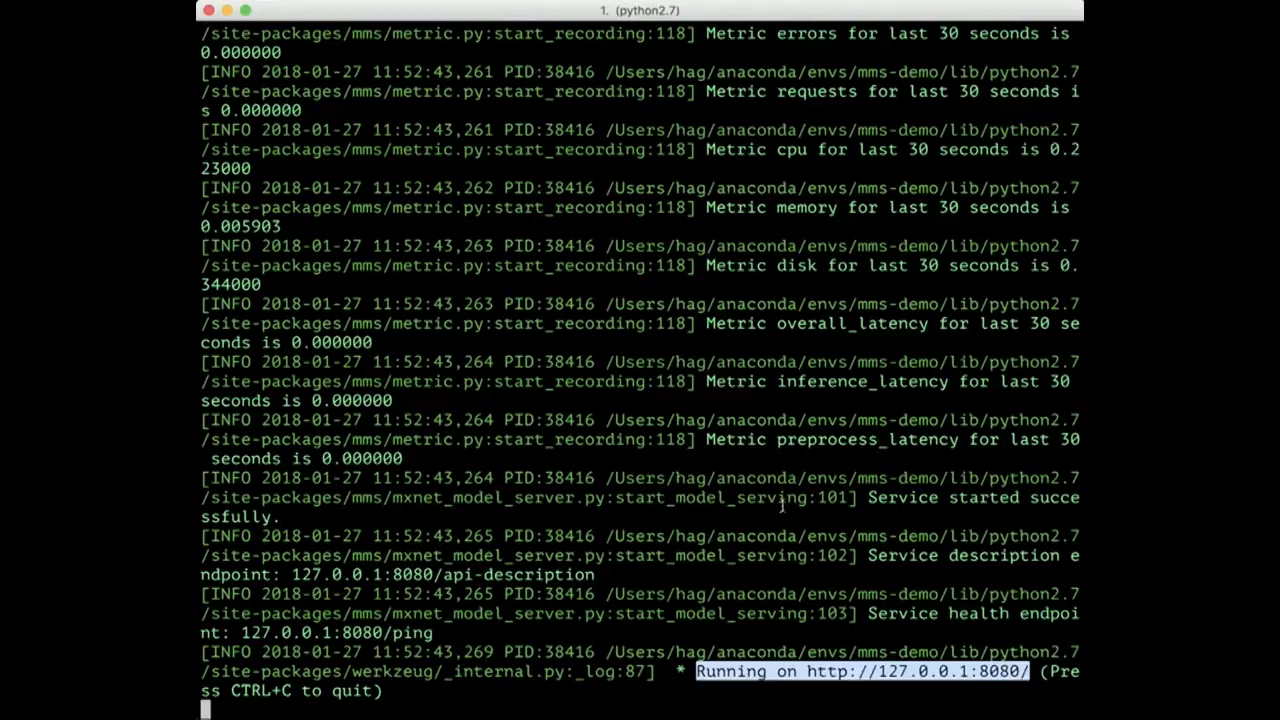 1. (python2.7)
/site-packages/mms/metric.py:start_recording:118] Metric errors for last 30 seconds is
0.000000
[INFO 2018-01-27 11:52:43,261 PID:38416 /Users/hag/anaconda/envs/mms-demo/lib/python2.7
/site-packages/mms/metric.py:start_recording:118] Metric requests for last 30 seconds i
s 0.000000
[INFO 2018-01-27 11:52:43,261 PID:38416 /Users/hag/anaconda/envs/mms-demo/lib/python2.7
/site-packages/mms/metric.py:start_recording:118] Metric cpu for last 30 seconds is 0.2
23000
[INFO 2018-01-27 11:52:43,262 PID:38416 /Users/hag/anaconda/envs/mms-demo/lib/python2.7
/site-packages/mms/metric.py:start_recording:118] Metric memory for last 30 seconds is
0.005903
[INFO 2018-01-27 11:52:43,263 PID:38416 /Users/hag/anaconda/envs/mms-demo/lib/python2.7
/site-packages/mms/metric.py:start_recording:118] Metric disk for last 30 seconds is 0.
344000
[INFO 2018-01-27 11:52:43,263 PID:38416 /Users/hag/anaconda/envs/mms-demo/lib/python2.7
/site-packages/mms/metric.py:start_recording:118] Metric overall_latency for last 30 se
conds is 0.000000
[INFO 2018-01-27 11:52:43,264 PID:38416 /Users/hag/anaconda/envs/mms-demo/lib/python2.7
/site-packages/mms/metric.py:start_recording:118] Metric inference_latency for last 30
seconds is 0.000000
[INFO 2018-01-27 11:52:43,264 PID:38416 /Users/hag/anaconda/envs/mms-demo/lib/python2.7
/site-packages/mms/metric.py:start_recording:118] Metric preprocess_latency for last 30
 seconds is 0.000000
[INFO 2018-01-27 11:52:43,264 PID:38416 /Users/hag/anaconda/envs/mms-demo/lib/python2.7
/site-packages/mms/mxnet_model_server.py:start_model_serving:101] Service started succe
ssfully.
[INFO 2018-01-27 11:52:43,265 PID:38416 /Users/hag/anaconda/envs/mms-demo/lib/python2.7
/site-packages/mms/mxnet_model_server.py:start_model_serving:102] Service description e
ndpoint: 127.0.0.1:8080/api-description
[INFO 2018-01-27 11:52:43,265 PID:38416 /Users/hag/anaconda/envs/mms-demo/lib/python2.7
/site-packages/mms/mxnet_model_server.py:start_model_serving:103] Service health endpoi
nt: 127.0.0.1:8080/ping
[INFO 2018-01-27 11:52:43,269 PID:38416 /Users/hag/anaconda/envs/mms-demo/lib/python2.7
/site-packages/werkzeug/_internal.py:_log:87]  * Running on http://127.0.0.1:8080/ (Pre
ss CTRL+C to quit)